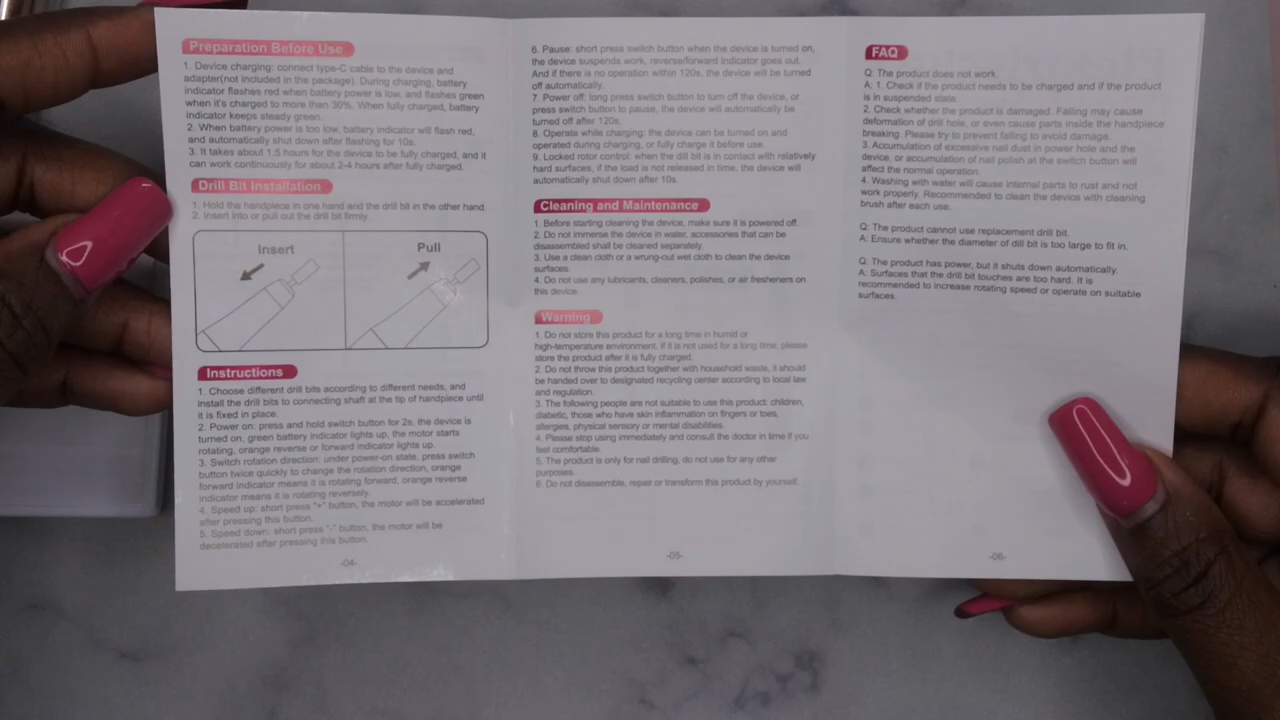 Preparation Before Use
1. Device charging: connect type-C cable to the device and
adapter(not included in the package). During charging, battery
indicator flashes red when battery power is low, and flashes green
when it's charged to more than 30%. When fully charged, battery
indicator keeps steady green.
2. When battery power is too low, battery indicator will flash red,
and automatically shut down after flashing for 10s.
3. It takes about 1.5 hours for the device to be fully charged, and it
can work continuously for about 2-4 hours after fully charged.
Drill Bit Installation
1. Hold the handpiece in one hand and the drill bit in the other hand.
2. Insert into or pull out the drill bit firmly.
Insert
Pull
Instructions
1. Choose different drill bits according to different needs, and
install the drill bits to connecting shaft at the tip of handpiece until
it is fixed in place.
2. Power on: press and hold switch button for 2s, the device is
turned on, green battery indicator lights up, the motor starts
rotating, orange reverse or forward indicator lights up.
3. Switch rotation direction: under power-on state, press switch
button twice quickly to change the rotation direction, orange
forward indicator means it is rotating forward, orange reverse
indicator means it is rotating reversely.
4. Speed up: short press "+" button, the motor will be accelerated
after pressing this button.
5. Speed down: short press "-" button, the motor will be
decelerated after pressing this button.
-04-
6. Pause: short press switch button when the device is turned on,
the device suspends work, reverse/forward indicator goes out.
And if there is no operation within 120s, the device will be turned
off automatically.
7. Power off: long press switch button to turn off the device, or
press switch button to pause, the device will automatically be
turned off after 120s.
8. Operate while charging: the device can be turned on and
operated during charging, or fully charge it before use.
9. Locked rotor control: when the dill bit is in contact with relatively
hard surfaces, if the load is not released in time, the device will
automatically shut down after 10s.
Cleaning and Maintenance
1. Before starting cleaning the device, make sure it is powered off.
2. Do not immerse the device in water, accessories that can be
disassembled shall be cleaned separately.
3. Use a clean cloth or a wrung-out wet cloth to clean the device
surfaces.
4. Do not use any lubricants, cleaners, polishes, or air fresheners on
this device.
Warning
1. Do not store this product for a long time in humid or
high-temperature environment. If it is not used for a long time, please
store the product after it is fully charged.
2. Do not throw this product together with household waste, it should
be handed over to designated recycling center according to local law
and regulation.
3. The following people are not suitable to use this product: children,
diabetic, those who have skin inflammation on fingers or toes,
allergies, physical sensory or mental disabilities.
4. Please stop using immediately and consult the doctor in time if you
feel comfortable.
5. The product is only for nail drilling, do not use for any other
purposes.
6. Do not disassemble, repair or transform this product by yourself.
-05-
FAQ
Q: The product does not work.
A: 1. Check if the product needs to be charged and if the product
is in suspended state.
2. Check whether the product is damaged. Falling may cause
deformation of drill hole, or even cause parts inside the handpiece
breaking. Please try to prevent falling to avoid damage.
3. Accumulation of excessive nail dust in power hole and the
device, or accumulation of nail polish at the switch button will
affect the normal operation.
4. Washing with water will cause internal parts to rust and not
work properly. Recommended to clean the device with cleaning
brush after each use.
Q: The product cannot use replacement drill bit.
A: Ensure whether the diameter of dill bit is too large to fit in.
Q: The product has power, but it shuts down automatically.
A: Surfaces that the drill bit touches are too hard. It is
recommended to increase rotating speed or operate on suitable
surfaces.
-06-